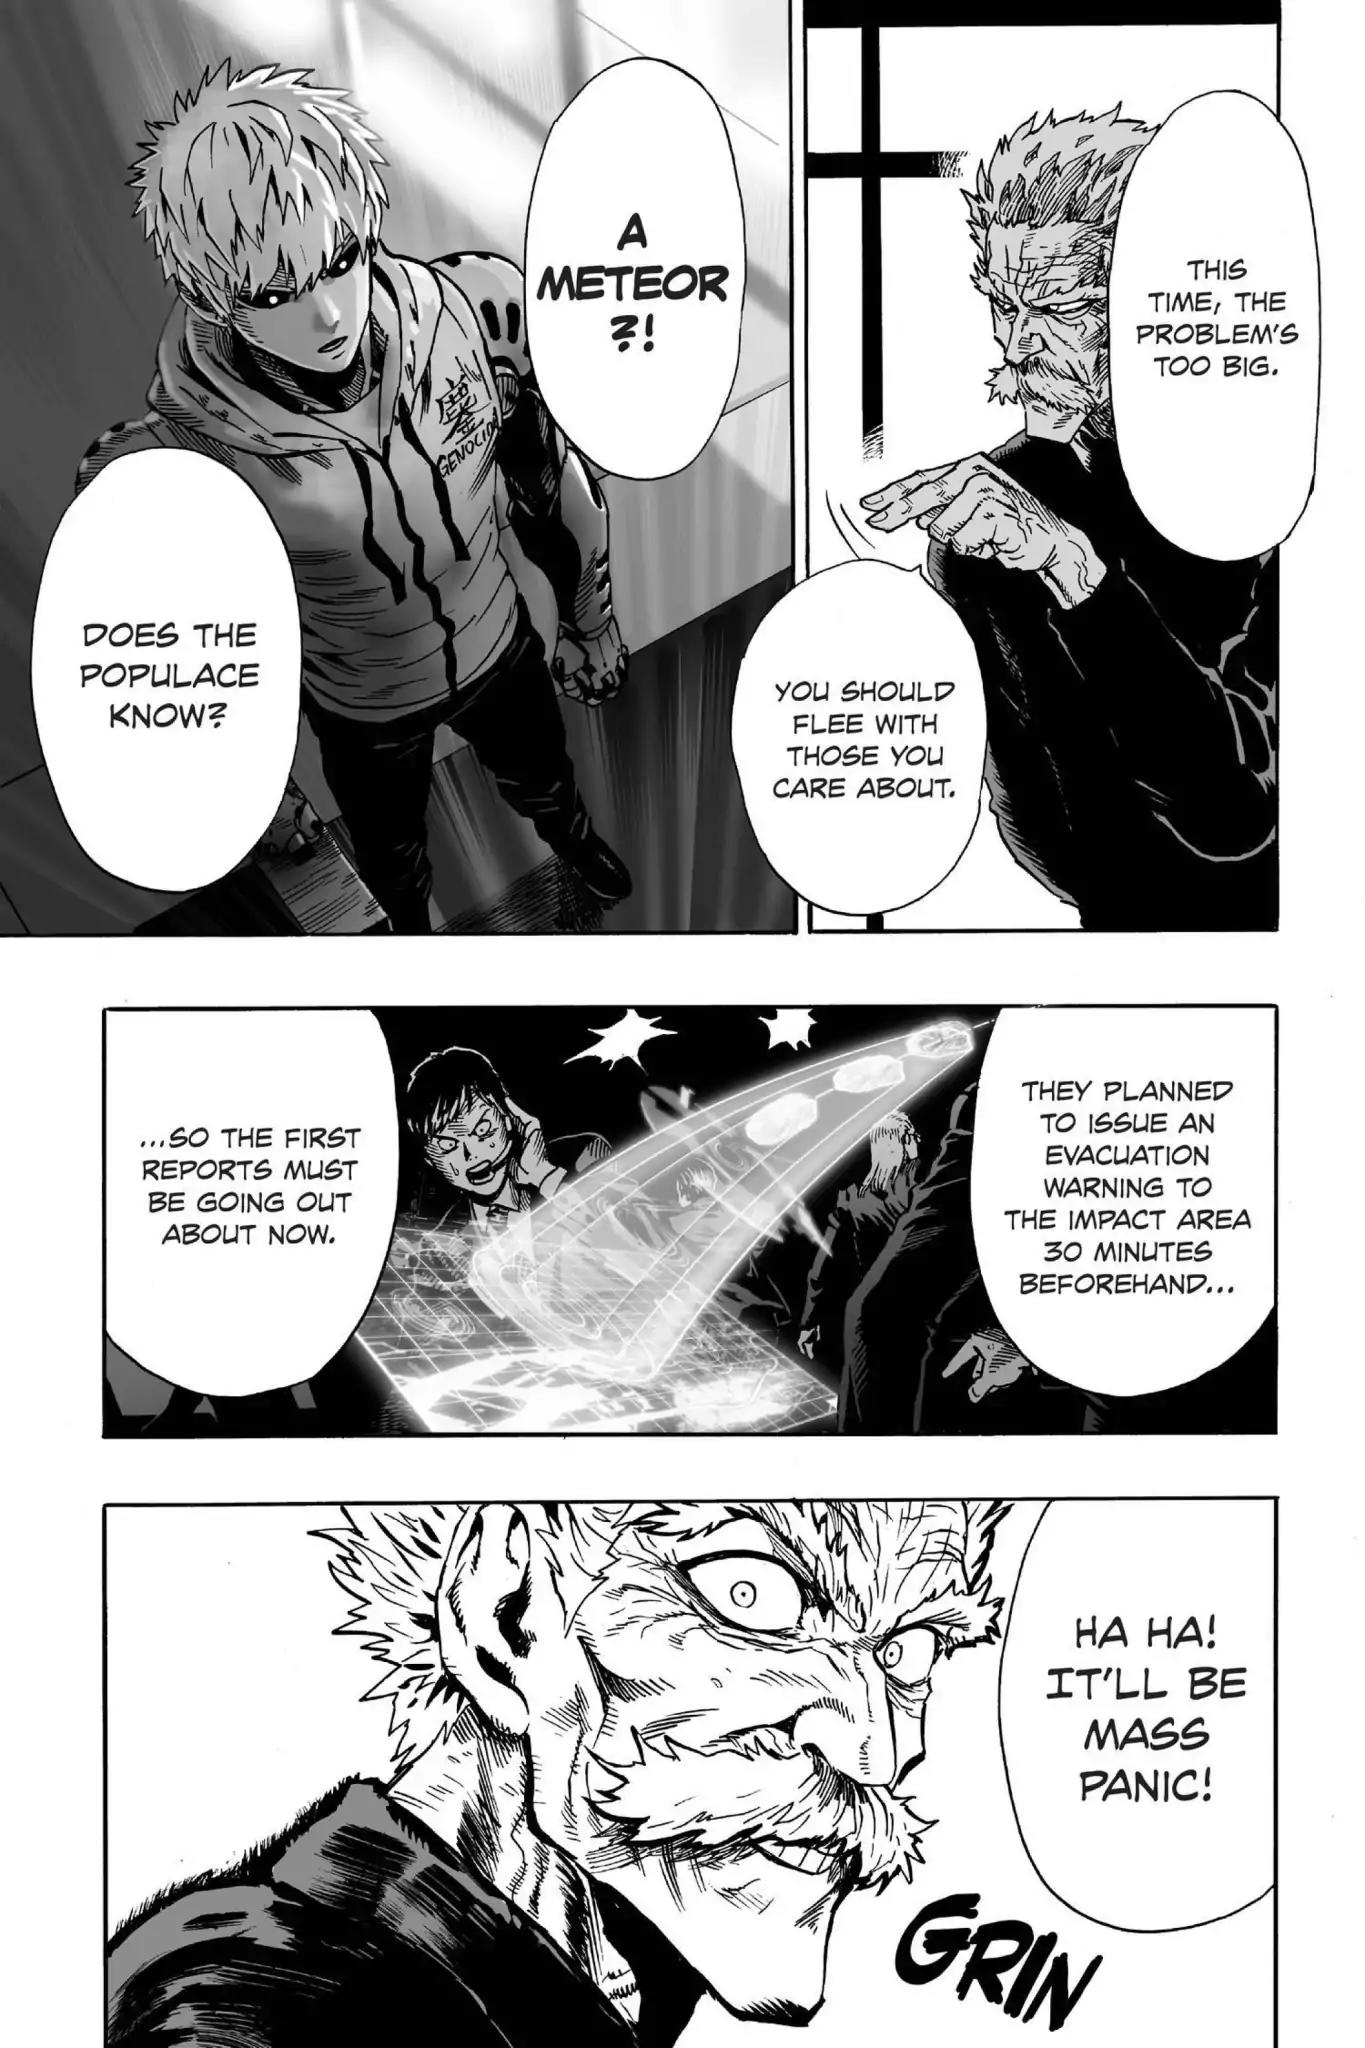 THIS
TIME, THE
PROBLEM'S
TOO BIG.
YOU SHOULD
FLEE WITH
THOSE YOU
CARE ABOUT.
A
METEOR
?!
GENOCIDE
DOES THE
POPULACE
KNOW?
THEY PLANNED
TO ISSUE AN
EVACUATION
WARNING TO
THE IMPACT AREA
30 MINUTES
BEFOREHAND...
...SO THE FIRST
REPORTS MUST
BE GOING OUT
ABOUT NOW.
HA HA!
IT'LL BE
MASS
PANIC!
GRIN